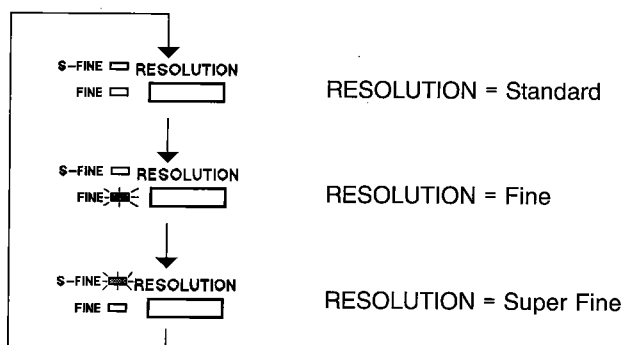 S-FINE RESOLUTION
FINE
RESOLUTION = Standard
S-FINE RESOLUTION
FINE
RESOLUTION = Fine
S-FINE RESOLUTION
FINE
RESOLUTION = Super Fine